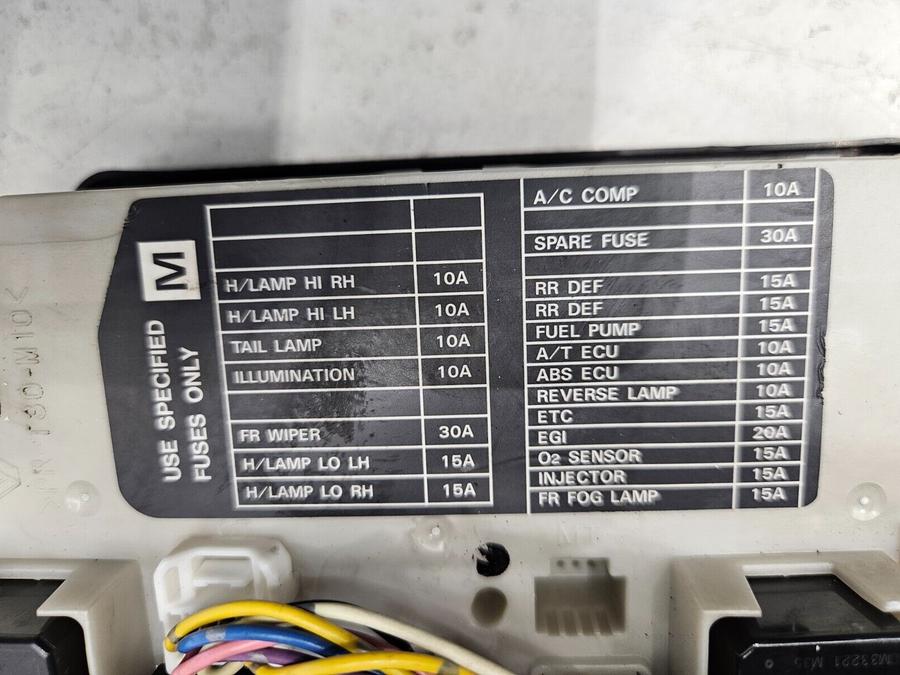 M
USE SPECIFIED
FUSES ONLY
H/LAMP HI RH 10A
H/LAMP HI LH 10A
TAIL LAMP 10A
ILLUMINATION 10A
FR WIPER 30A
H/LAMP LO LH 15A
H/LAMP LO RH 15A
A/C COMP 10A
SPARE FUSE 30A
RR DEF 15A
RR DEF 15A
FUEL PUMP 15A
A/T ECU 10A
ABS ECU 10A
REVERSE LAMP 10A
ETC 15A
EGI 20A
O2 SENSOR 15A
INJECTOR 15A
FR FOG LAMP 15A
M33221 M35